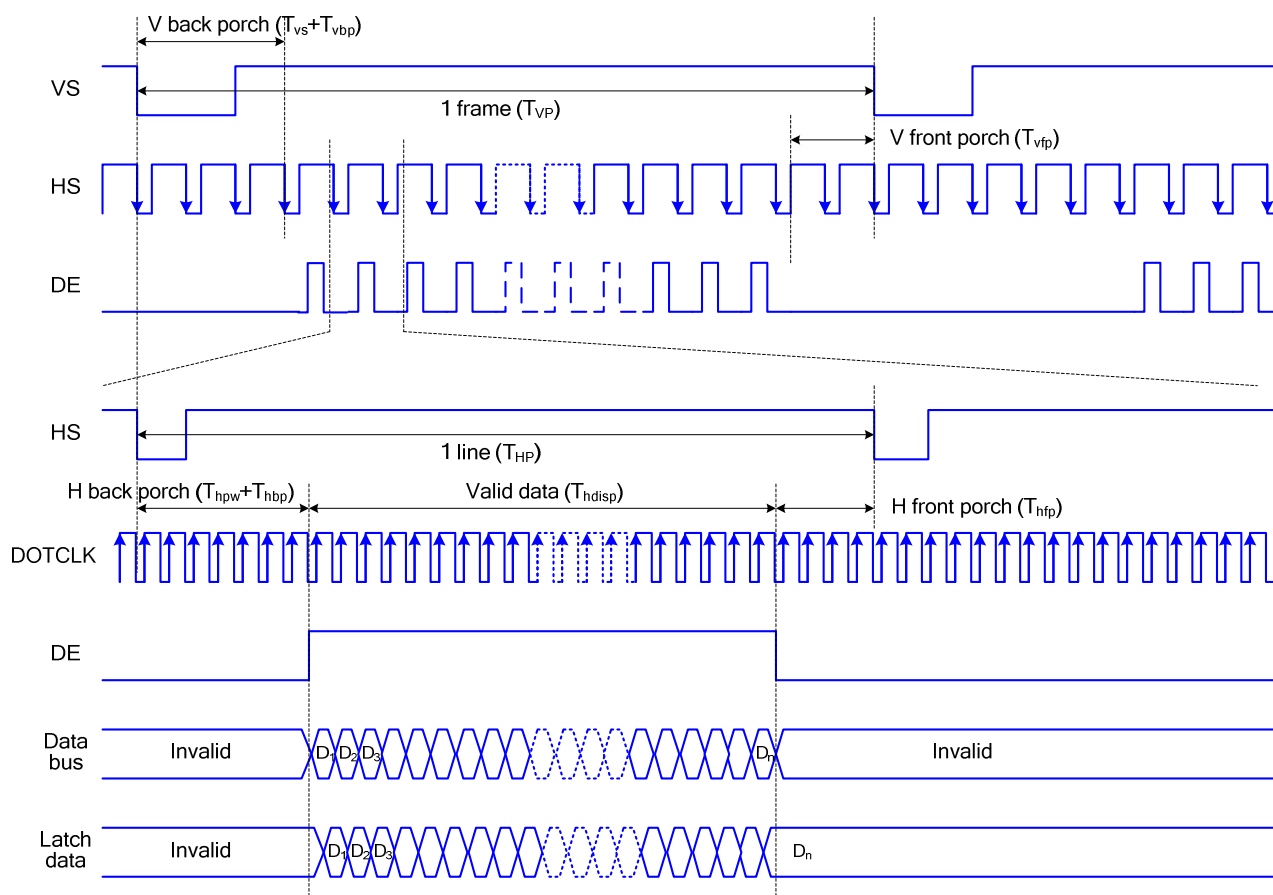 V back porch (Tvs+Tvbp)
VS
1 frame (TVP)
V front porch (Tvfp)
HS
DE
HS
1 line (THP)
H back porch (Thpw+Thbp)
Valid data (Thdisp)
H front porch (Thfp)
DOTCLK
DE
Data
bus
Invalid
D1 D2 D3
Dn
Invalid
Latch
data
Invalid
D1 D2 D3
Dn